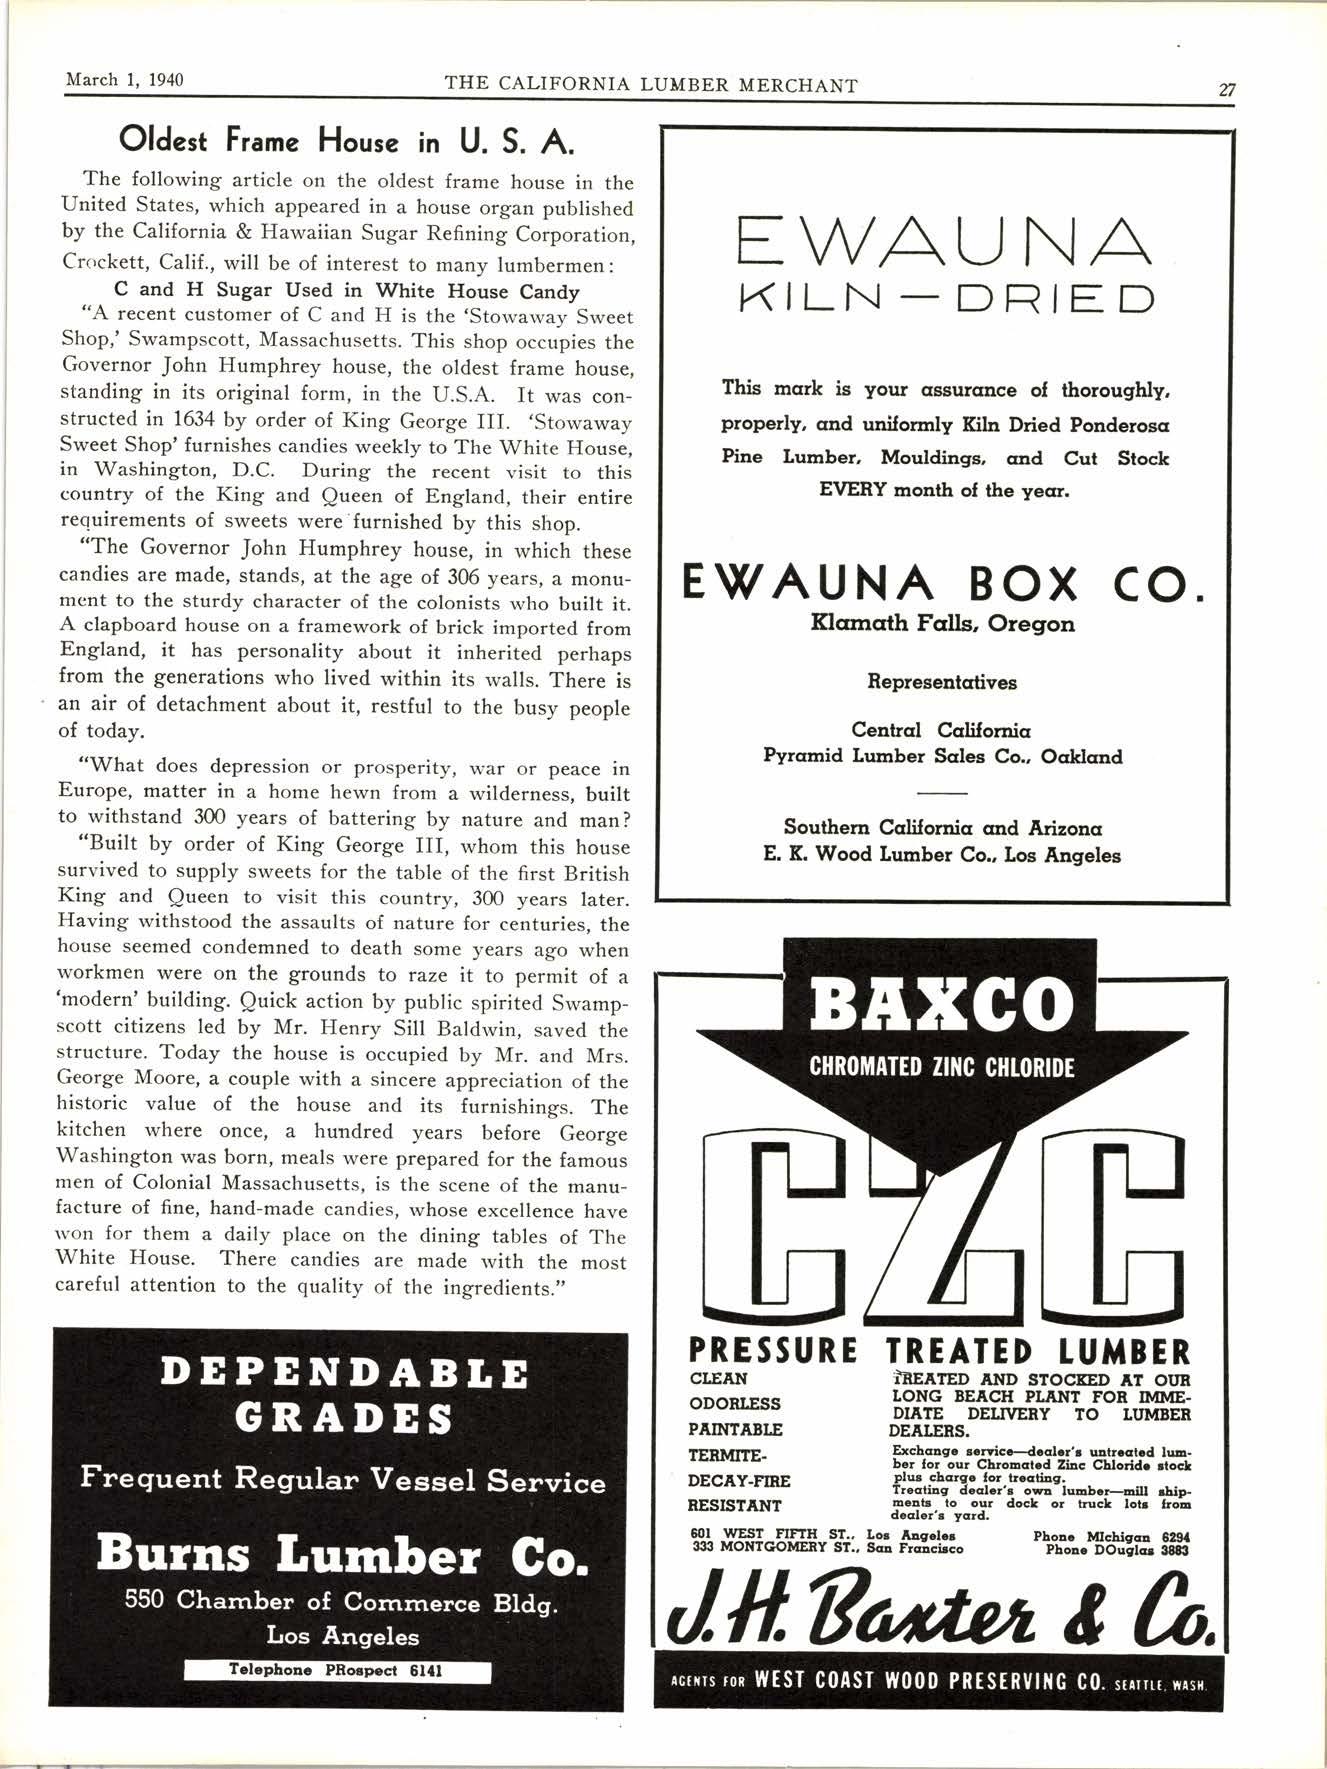 March 1, 1940
THE CALIFORNIA LUMBER MERCHANT
27
Oldest Frame House in U. S. A.
The following article on the oldest frame house in the
United States, which appeared in a house organ published
by the California & Hawaiian Sugar Refining Corporation,
Crockett, Calif., will be of interest to many lumbermen:
C and H Sugar Used in White House Candy
"A recent customer of C and H is the 'Stowaway Sweet
Shop,' Swampscott, Massachusetts. This shop occupies the
Governor John Humphrey house, the oldest frame house,
standing in its original form, in the U.S.A. It was con-
structed in 1634 by order of King George III. 'Stowaway
Sweet Shop' furnishes candies weekly to The White House,
in Washington, D.C. During the recent visit to this
country of the King and Queen of England, their entire
requirements of sweets were furnished by this shop.
"The Governor John Humphrey house, in which these
candies are made, stands, at the age of 306 years, a monu-
ment to the sturdy character of the colonists who built it.
A clapboard house on a framework of brick imported from
England, it has personality about it inherited perhaps
from the generations who lived within its walls. There is
an air of detachment about it, restful to the busy people
of today.
"What does depression or prosperity, war or peace in
Europe, matter in a home hewn from a wilderness, built
to withstand 300 years of battering by nature and man?
"Built by order of King George III, whom this house
survived to supply sweets for the table of the first British
King and Queen to visit this country, 300 years later.
Having withstood the assaults of nature for centuries, the
house seemed condemned to death some years ago when
workmen were on the grounds to raze it to permit of a
'modern' building. Quick action by public spirited Swamp-
scott citizens led by Mr. Henry Sill Baldwin, saved the
structure. Today the house is occupied by Mr. and Mrs.
George Moore, a couple with a sincere appreciation of the
historic value of the house and its furnishings. The
kitchen where once, a hundred years before George
Washington was born, meals were prepared for the famous
men of Colonial Massachusetts, is the scene of the manu-
facture of fine, hand-made candies, whose excellence have
won for them a daily place on the dining tables of The
White House. There candies are made with the most
careful attention to the quality of the ingredients."
DEPENDABLE
GRADES
Frequent Regular Vessel Service
Burns Lumber Co.
550 Chamber of Commerce Bldg.
Los Angeles
Telephone PRospect 6141
EWAUNA
KILN—DRIED
This mark is your assurance of thoroughly,
properly, and uniformly Kiln Dried Ponderosa
Pine Lumber, Mouldings, and Cut Stock
EVERY month of the year.
EWAUNA BOX CO.
Klamath Falls, Oregon
Representatives
Central California
Pyramid Lumber Sales Co., Oakland
Southern California and Arizona
E. K. Wood Lumber Co., Los Angeles
BAXCO
CHROMATED ZINC CHLORIDE
CZC
PRESSURE TREATED LUMBER
CLEAN
ODORLESS
PAINTABLE
TERMITE-
DECAY-FIRE
RESISTANT
TREATED AND STOCKED AT OUR
LONG BEACH PLANT FOR IMME-
DIATE DELIVERY TO LUMBER
DEALERS.
Exchange service—dealer's untreated lum-
ber for our Chromated Zinc Chloride stock
plus charge for treating.
Treating dealer's own lumber—mill ship-
ments to our dock or truck lots from
dealer's yard.
601 WEST FIFTH ST., Los Angeles Phone MIchigan 6294
333 MONTGOMERY ST., San Francisco Phone DOuglas 3883
J.H. Baxter & Co.
AGENTS FOR WEST COAST WOOD PRESERVING CO. SEATTLE, WASH.